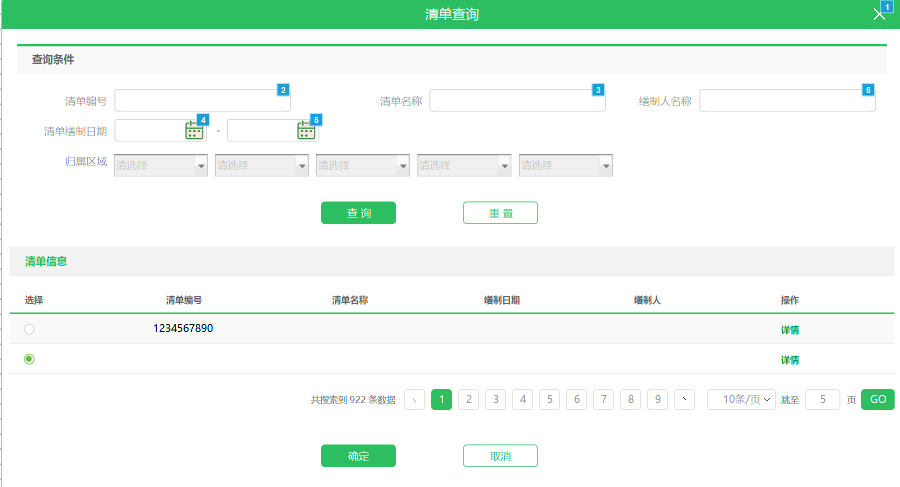 清单查询
1
查询条件
清单编号 2 清单名称 3 缮制人名称 6
清单缮制日期 4 - 5
归属区域 请选择 请选择 请选择 请选择 请选择
查 询 重 置
清单信息
选择 清单编号 清单名称 缮制日期 缮制人 操作
1234567890 详情
详情
共搜索到 922 条数据 1 2 3 4 5 6 7 8 9 10条/页 跳至 5 页 GO
确定 取消